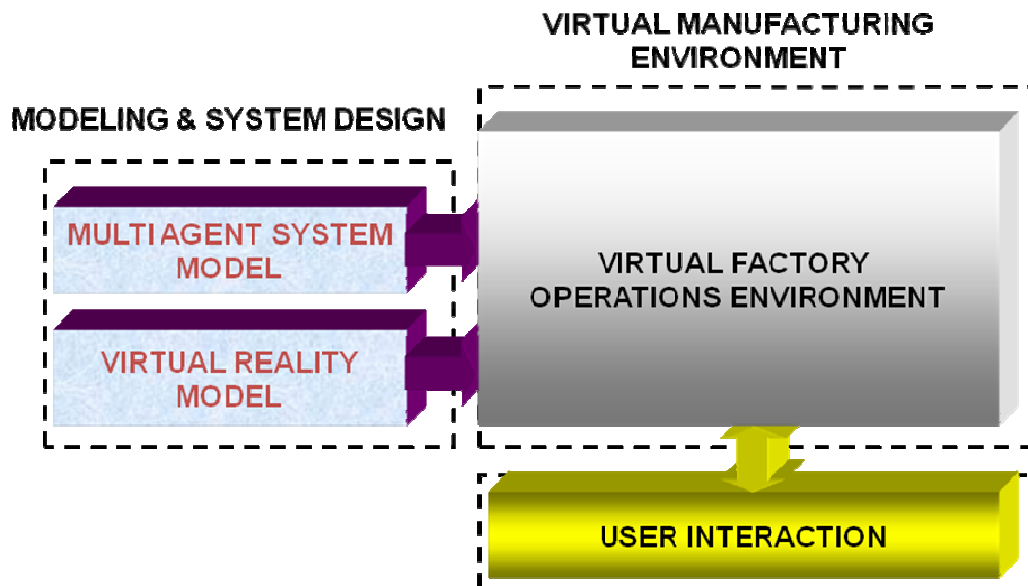 VIRTUAL MANUFACTURING
ENVIRONMENT
MODELING & SYSTEM DESIGN
MULTI AGENT SYSTEM
MODEL
VIRTUAL REALITY
MODEL
VIRTUAL FACTORY
OPERATIONS ENVIRONMENT
USER INTERACTION